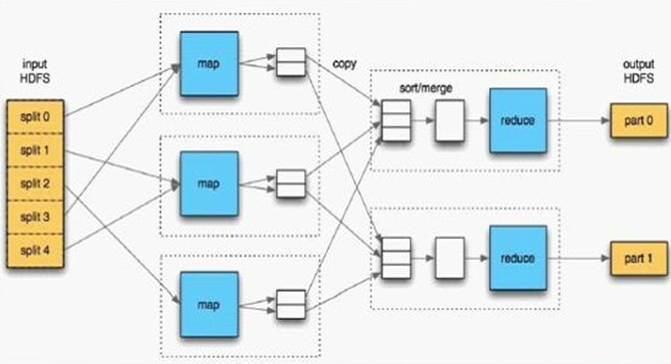 input
HDFS
split 0
split 1
split 2
split 3
split 4
map
map
map
copy
sort/merge
reduce
reduce
output
HDFS
part 0
part 1